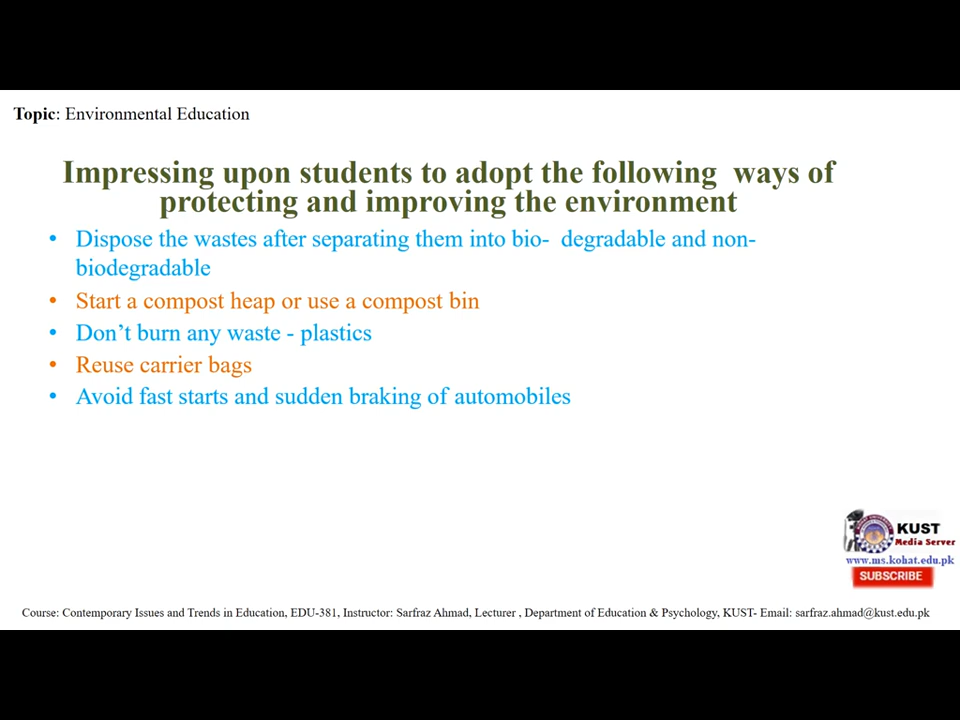 Topic: Environmental Education
Impressing upon students to adopt the following ways of
protecting and improving the environment
• Dispose the wastes after separating them into bio- degradable and non-
biodegradable
• Start a compost heap or use a compost bin
• Don’t burn any waste - plastics
• Reuse carrier bags
• Avoid fast starts and sudden braking of automobiles
KUST
Media Server
www.ms.kohat.edu.pk
SUBSCRIBE
Course: Contemporary Issues and Trends in Education, EDU-381, Instructor: Sarfraz Ahmad, Lecturer , Department of Education & Psychology, KUST- Email: sarfraz.ahmad@kust.edu.pk